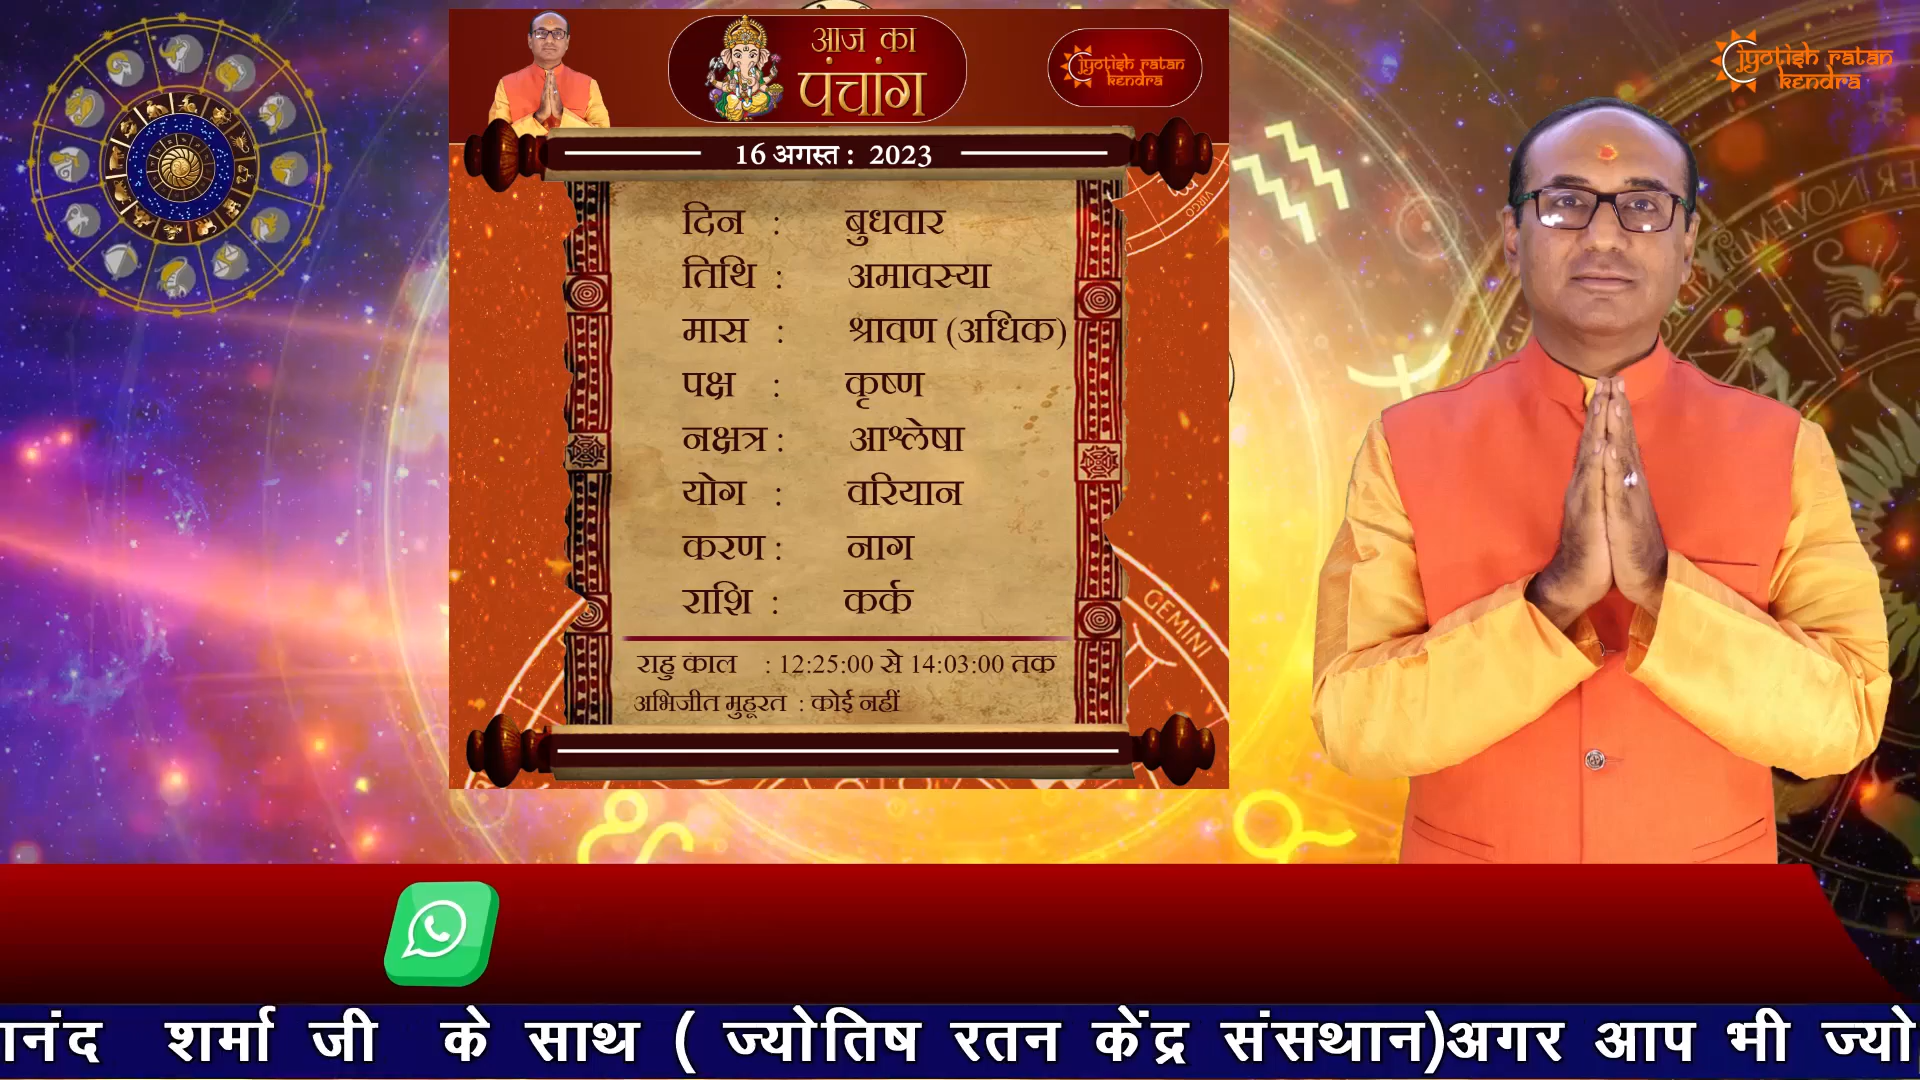 आज का
पंचांग
Jyotish ratan
kendra
Jyotish ratan
kendra
16 अगस्त : 2023
दिन : बुधवार
तिथि : अमावस्या
मास : श्रावण (अधिक)
पक्ष : कृष्ण
नक्षत्र : आश्लेषा
योग : वरियान
करण : नाग
राशि : कर्क
राहु काल : 12:25:00 से 14:03:00 तक
अभिजीत मुहूरत : कोई नहीं
VIRGO
GEMINI
शर्मा जी के साथ ( ज्योतिष रतन केंद्र संसथान)अगर आप भी